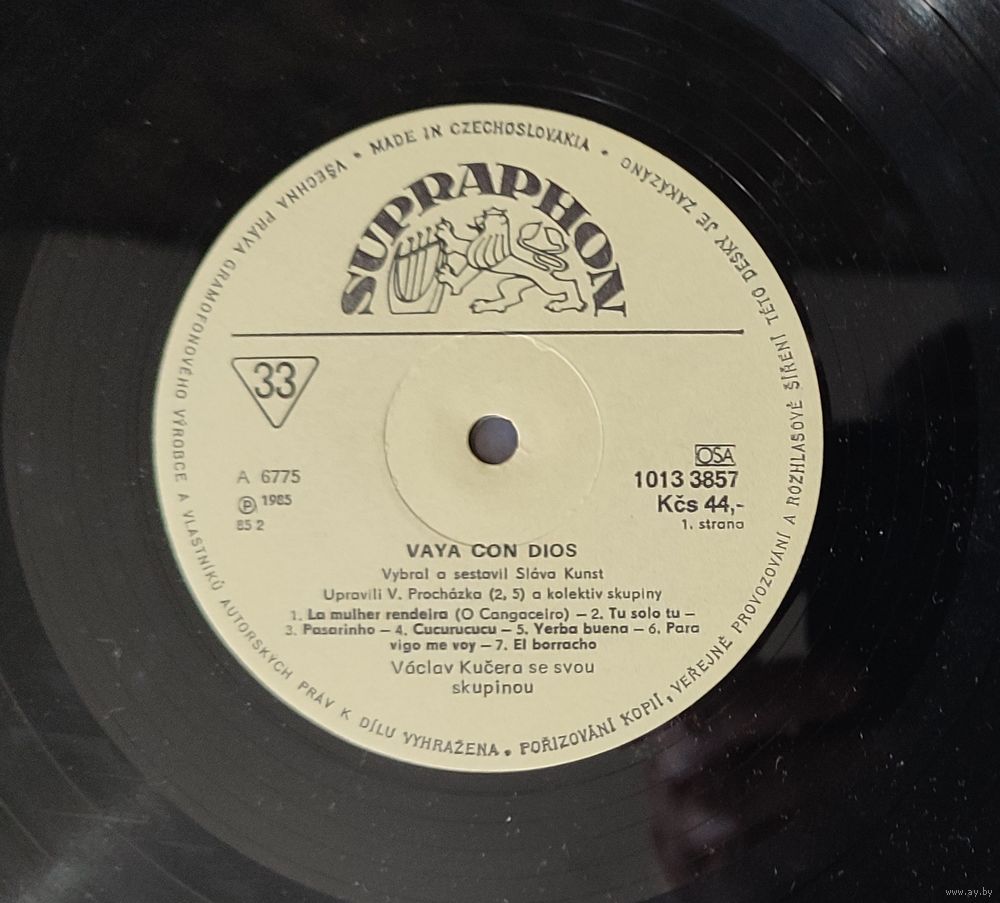 VŠECHNA PRÁVA GRAMOFONOVÉHO VÝROBCE A VLASTNÍKŮ AUTORSKÝCH PRÁV K DÍLU VYHRAŽENA. POŘIZOVÁNÍ KOPIÍ, VEŘEJNÉ PROVOZOVÁNÍ A ROZHLASOVÉ ŠÍŘENÍ TÉTO DESKY JE ZAKÁZÁNO • MADE IN CZECHOSLOVAKIA •
SUPRAPHON
33
A 6775
Ⓟ 1985
85 2
OSA
1013 3857
Kčs 44,-
1. strana
VAYA CON DIOS
Vybral a sestavil Sláva Kunst
Upravili V. Procházka (2, 5) a kolektiv skupiny
1. La mulher rendeira (O Cangaceiro) — 2. Tu solo tu —
3. Pasarinho — 4. Cucurucucu — 5. Yerba buena — 6. Para
vigo me voy — 7. El borracho
Václav Kučera se svou
skupinou
www.ay.by